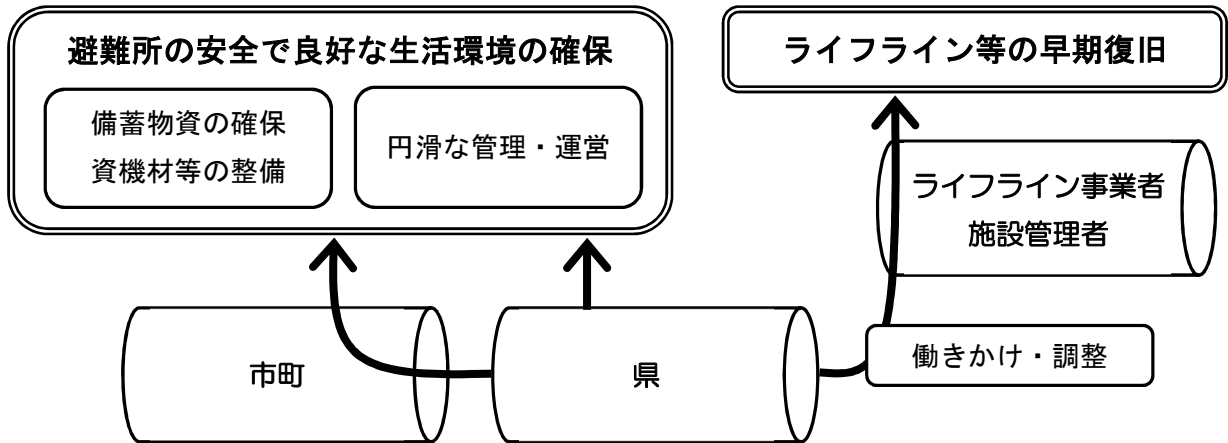 避難所の安全で良好な生活環境の確保
備蓄物資の確保
資機材等の整備
円滑な管理・運営
ライフライン等の早期復旧
ライフライン事業者
施設管理者
働きかけ・調整
市町
県